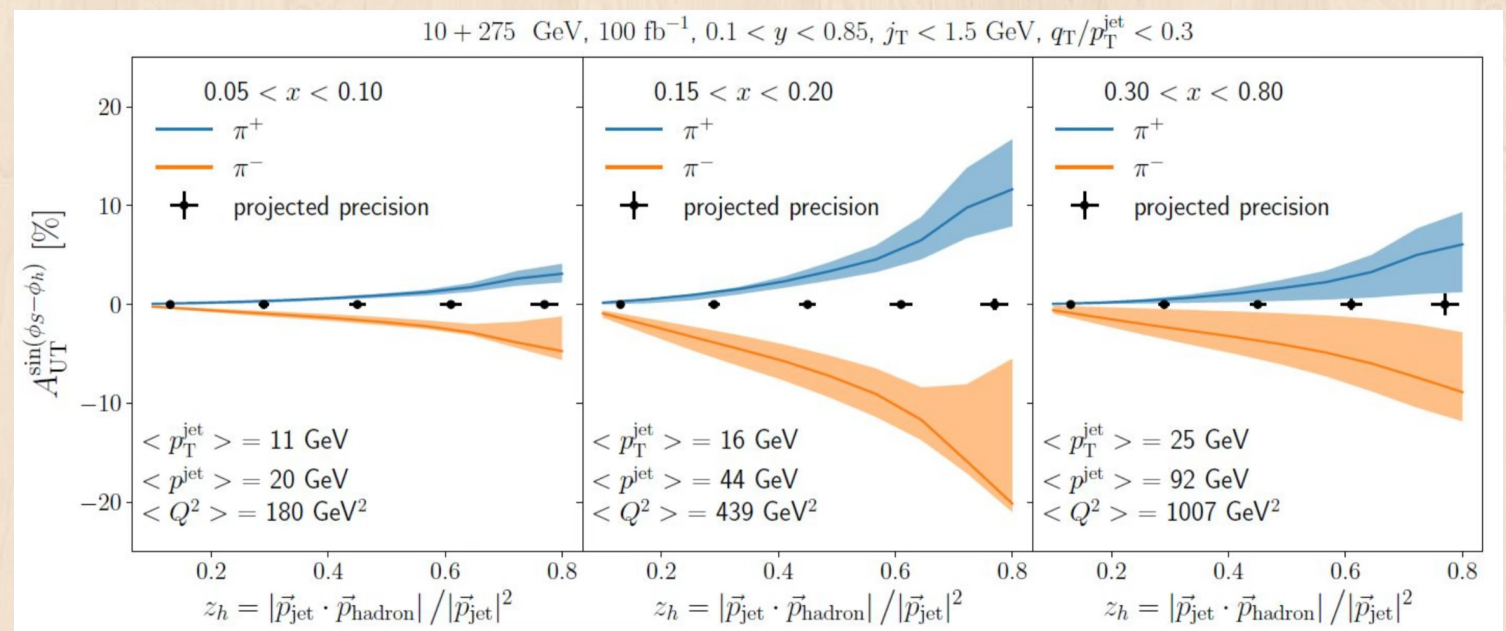 10 + 275 GeV, 100 fb⁻¹, 0.1 < y < 0.85, j_T < 1.5 GeV, q_T/p_T^jet < 0.3
A_UT^sin(φ_S−φ_h) [%]
20
10
0
−10
−20
0.05 < x < 0.10
π⁺
π⁻
projected precision
< p_T^jet > = 11 GeV
< p^jet > = 20 GeV
< Q² > = 180 GeV²
0.2 0.4 0.6 0.8
z_h = |p⃗_jet · p⃗_hadron| / |p⃗_jet|²
0.15 < x < 0.20
π⁺
π⁻
projected precision
< p_T^jet > = 16 GeV
< p^jet > = 44 GeV
< Q² > = 439 GeV²
0.2 0.4 0.6 0.8
z_h = |p⃗_jet · p⃗_hadron| / |p⃗_jet|²
0.30 < x < 0.80
π⁺
π⁻
projected precision
< p_T^jet > = 25 GeV
< p^jet > = 92 GeV
< Q² > = 1007 GeV²
0.2 0.4 0.6 0.8
z_h = |p⃗_jet · p⃗_hadron| / |p⃗_jet|²